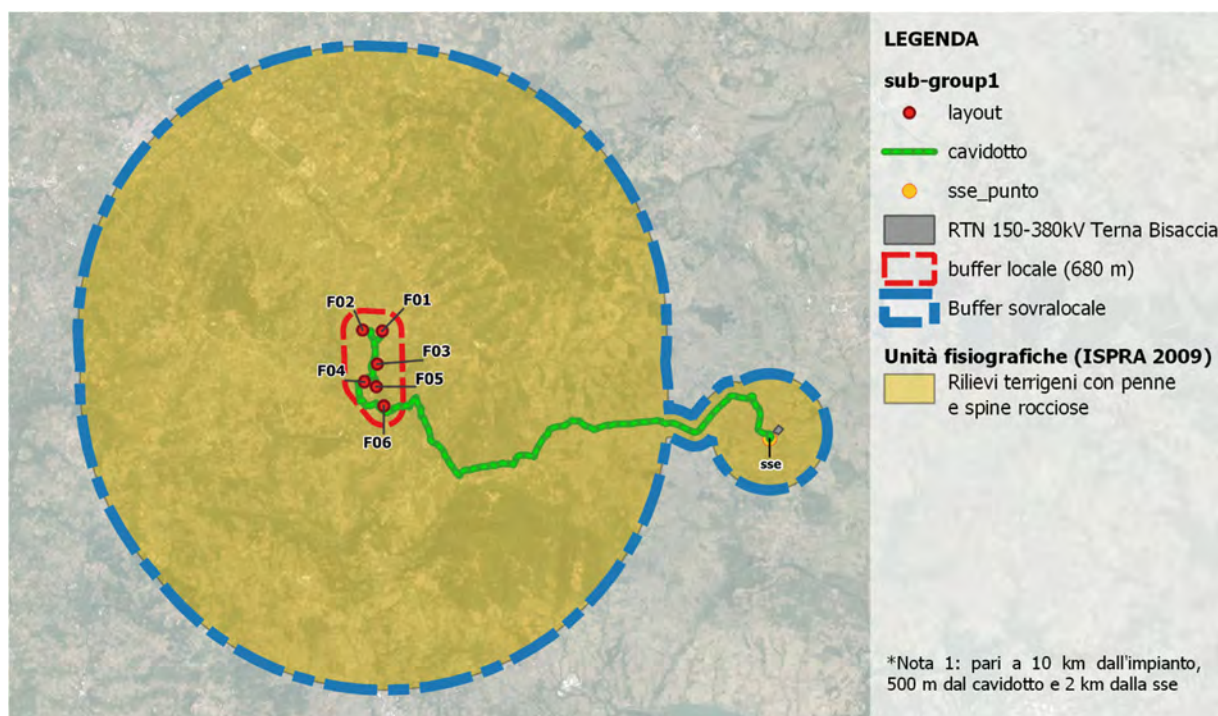 LEGENDA
sub-group1
layout
cavidotto
sse_punto
RTN 150-380kV Terna Bisaccia
buffer locale (680 m)
Buffer sovralocale
Unità fisiografiche (ISPRA 2009)
Rilievi terrigeni con penne
e spine rocciose
*Nota 1: pari a 10 km dall'impianto,
500 m dal cavidotto e 2 km dalla sse
F02
F01
F03
F04
F05
F06
sse